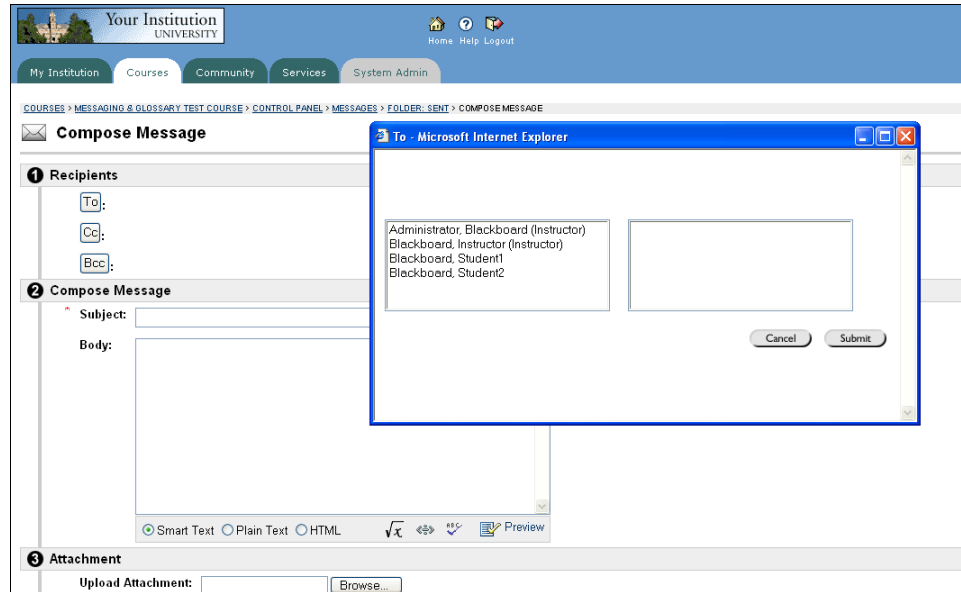 Your Institution
UNIVERSITY
Home Help Logout
My Institution Courses Community Services System Admin
COURSES > MESSAGING & GLOSSARY TEST COURSE > CONTROL PANEL > MESSAGES > FOLDER: SENT > COMPOSE MESSAGE
Compose Message
1 Recipients
To :
Cc :
Bcc :
2 Compose Message
* Subject:
Body:
Smart Text Plain Text HTML √x ABC Preview
3 Attachment
Upload Attachment: Browse...
To - Microsoft Internet Explorer
Administrator, Blackboard (Instructor)
Blackboard, Instructor (Instructor)
Blackboard, Student1
Blackboard, Student2
Cancel Submit